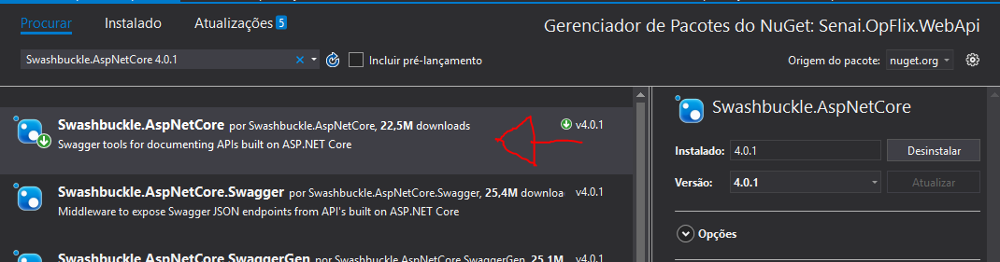 Procurar Instalado Atualizações 5
Gerenciador de Pacotes do NuGet: Senai.OpFlix.WebApi
Swashbuckle.AspNetCore 4.0.1
Incluir pré-lançamento
Origem do pacote: nuget.org
Swashbuckle.AspNetCore por Swashbuckle.AspNetCore, 22,5M downloads v4.0.1
Swagger tools for documenting APIs built on ASP.NET Core
Swashbuckle.AspNetCore.Swagger por Swashbuckle.AspNetCore.Swagger, 25,4M downloa v4.0.1
Middleware to expose Swagger JSON endpoints from API's built on ASP.NET Core
Swashbuckle.AspNetCore.SwaggerGen por Swashbuckle.AspNetCore.SwaggerGen, 25,1M v4.0.1
Swashbuckle.AspNetCore
Instalado: 4.0.1 Desinstalar
Versão: 4.0.1 Atualizar
Opções